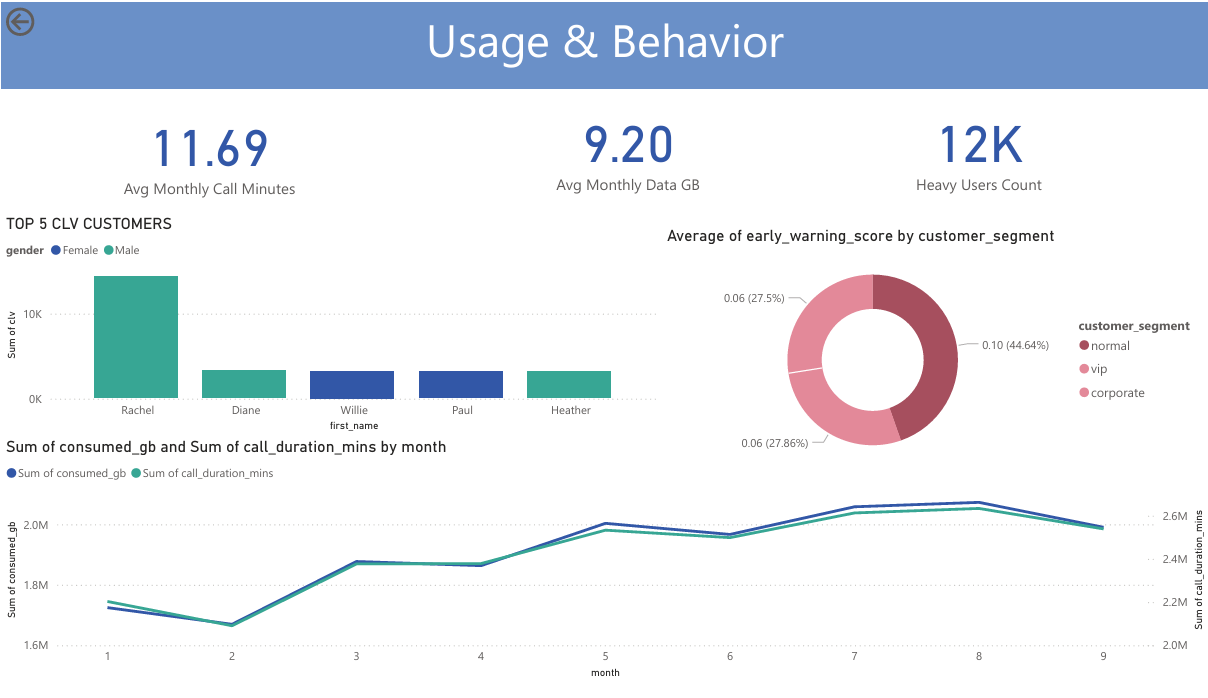 Usage & Behavior
11.69
Avg Monthly Call Minutes
9.20
Avg Monthly Data GB
12K
Heavy Users Count
TOP 5 CLV CUSTOMERS
gender Female Male
Sum of clv
10K
0K
Rachel Diane Willie Paul Heather
first_name
Average of early_warning_score by customer_segment
0.06 (27.5%)
0.10 (44.64%)
0.06 (27.86%)
customer_segment
normal
vip
corporate
Sum of consumed_gb and Sum of call_duration_mins by month
Sum of consumed_gb Sum of call_duration_mins
Sum of consumed_gb
2.0M
1.8M
1.6M
1 2 3 4 5 6 7 8 9
month
2.6M
2.4M
2.2M
2.0M
Sum of call_duration_mins